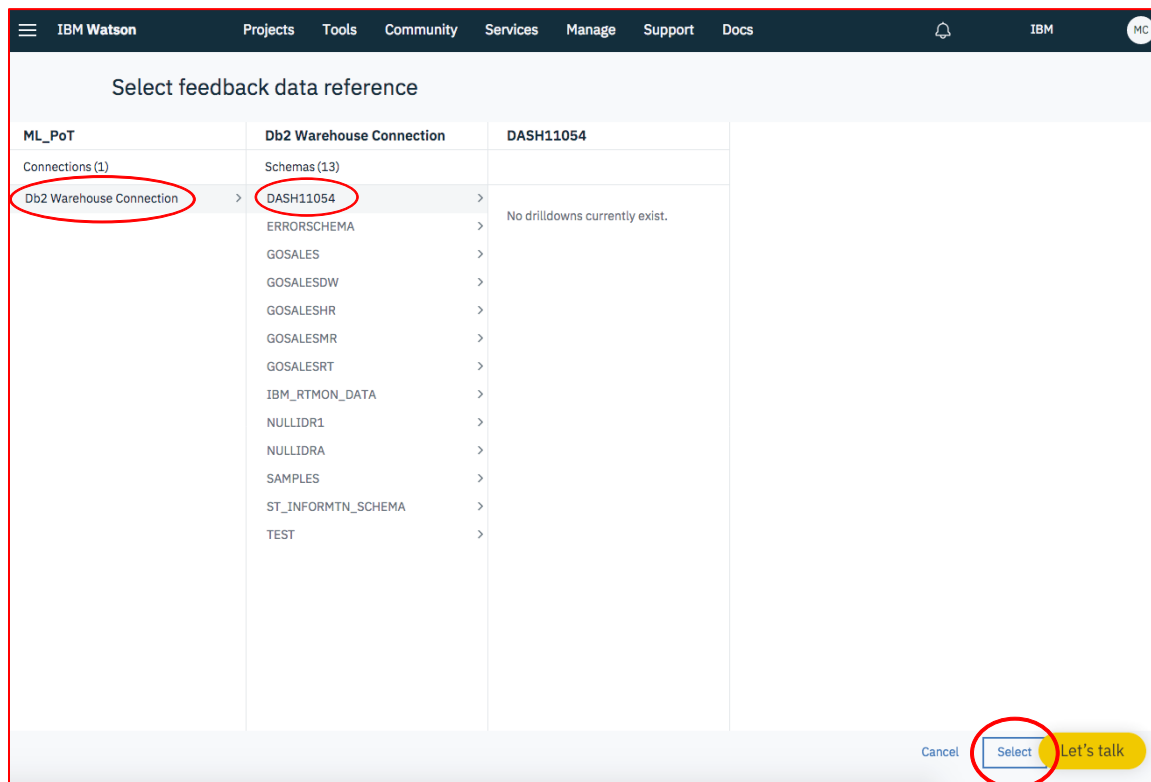 IBM Watson Projects Tools Community Services Manage Support Docs IBM MC
Select feedback data reference
ML_PoT Db2 Warehouse Connection DASH11054
Connections (1) Schemas (13)
Db2 Warehouse Connection DASH11054
No drilldowns currently exist.
ERRORSCHEMA
GOSALES
GOSALESDW
GOSALESHR
GOSALESMR
GOSALESRT
IBM_RTMON_DATA
NULLIDR1
NULLIDRA
SAMPLES
ST_INFORMTN_SCHEMA
TEST
Cancel Select Let's talk